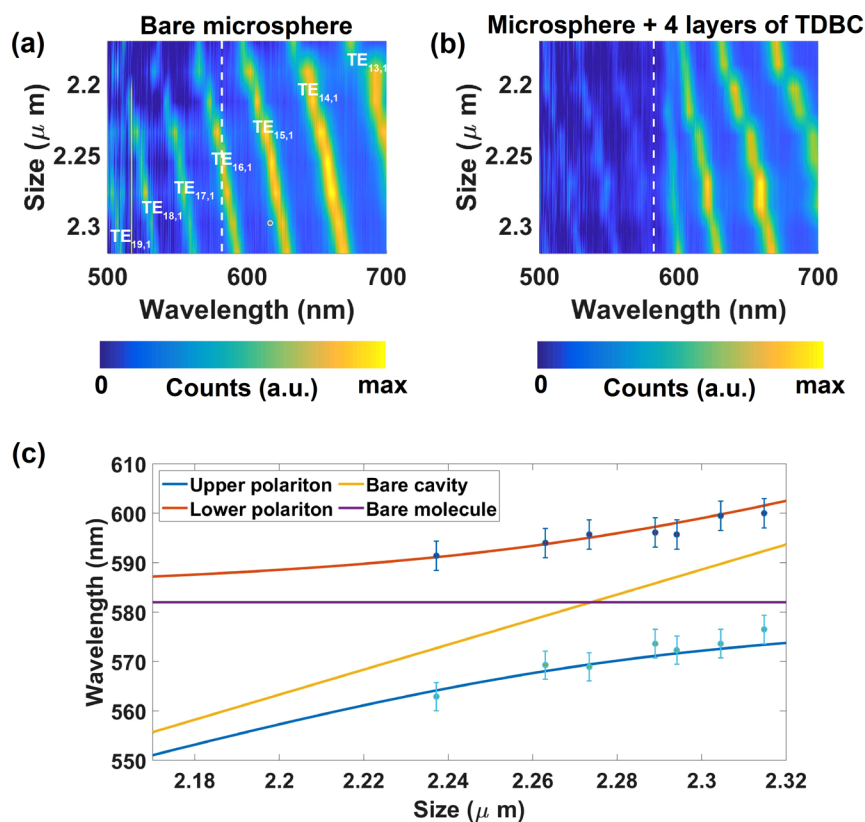 (a)
Bare microsphere
TE13,1
TE14,1
TE15,1
TE16,1
TE17,1
TE18,1
TE19,1
2.2
2.25
2.3
Size (μ m)
500
600
700
Wavelength (nm)
0
Counts (a.u.)
max
(b)
Microsphere + 4 layers of TDBC
2.2
2.25
2.3
Size (μ m)
500
600
700
Wavelength (nm)
0
Counts (a.u.)
max
(c)
Upper polariton
Bare cavity
Lower polariton
Bare molecule
610
600
590
580
570
560
550
Wavelength (nm)
2.18
2.2
2.22
2.24
2.26
2.28
2.3
2.32
Size (μ m)